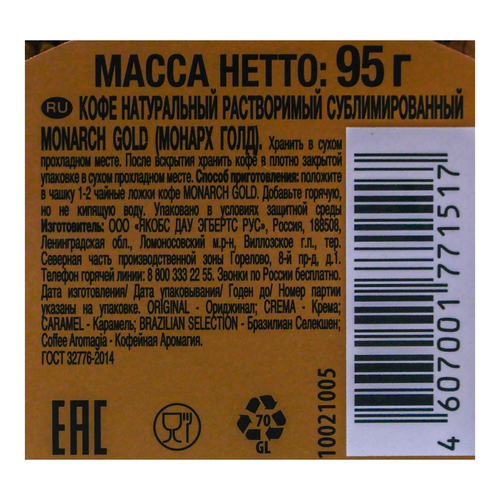 МАССА НЕТТО: 95 г
RU КОФЕ НАТУРАЛЬНЫЙ РАСТВОРИМЫЙ СУБЛИМИРОВАННЫЙ
MONARCH GOLD (МОНАРХ ГОЛД). Хранить в сухом
прохладном месте. После вскрытия хранить кофе в плотно закрытой
упаковке в сухом прохладном месте. Способ приготовления: положите
в чашку 1-2 чайные ложки кофе MONARCH GOLD. Добавьте горячую,
но не кипящую воду. Упаковано в условиях защитной среды
Изготовитель: ООО «ЯКОБС ДАУ ЭГБЕРТС РУС», Россия, 188508,
Ленинградская обл., Ломоносовский м.р-н, Виллозское г.п., тер.
Северная часть производственной зоны Горелово, 8-й пр-д, д.1.
Телефон горячей линии: 8 800 333 22 55. Звонки по России бесплатно.
Дата изготовления/ Дата упаковывания/ Годен до/ Номер партии
указаны на упаковке. ORIGINAL - Ориджинал; CREMA - Крема;
CARAMEL - Карамель; BRAZILIAN SELECTION - Бразилиан Селекшен;
Coffee Aromagia - Кофейная Аромагия.
ГОСТ 32776-2014
EAC
70
GL
10021005
4607001771517